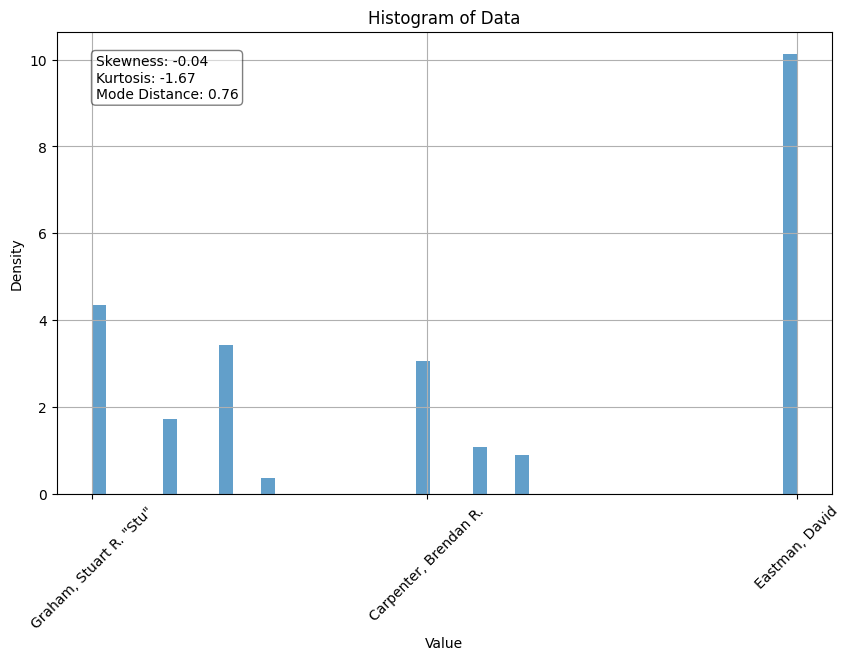 Histogram of Data
Skewness: -0.04
Kurtosis: -1.67
Mode Distance: 0.76
Density
10
8
6
4
2
0
Graham, Stuart R. "Stu"
Carpenter, Brendan R.
Eastman, David
Value